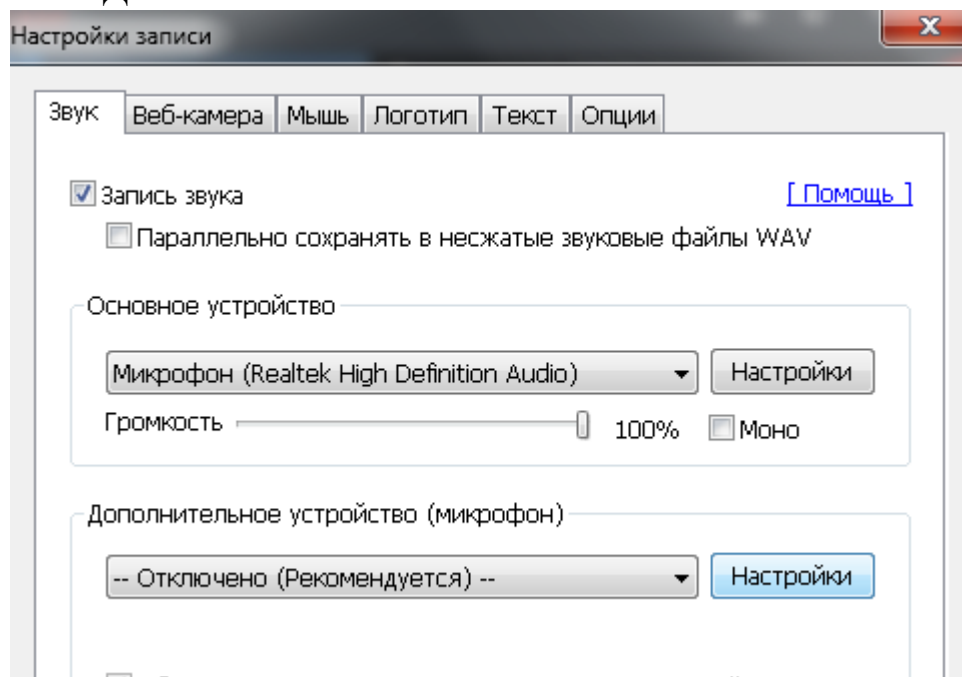 Настройки записи
Звук Веб-камера Мышь Логотип Текст Опции
Запись звука [ Помощь ]
Параллельно сохранять в несжатые звуковые файлы WAV
Основное устройство
Микрофон (Realtek High Definition Audio) Настройки
Громкость 100% Моно
Дополнительное устройство (микрофон)
-- Отключено (Рекомендуется) -- Настройки